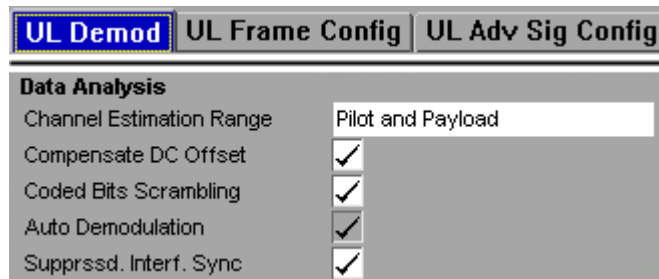 UL Demod UL Frame Config UL Adv Sig Config
Data Analysis
Channel Estimation Range Pilot and Payload
Compensate DC Offset
Coded Bits Scrambling
Auto Demodulation
Supprssd. Interf. Sync